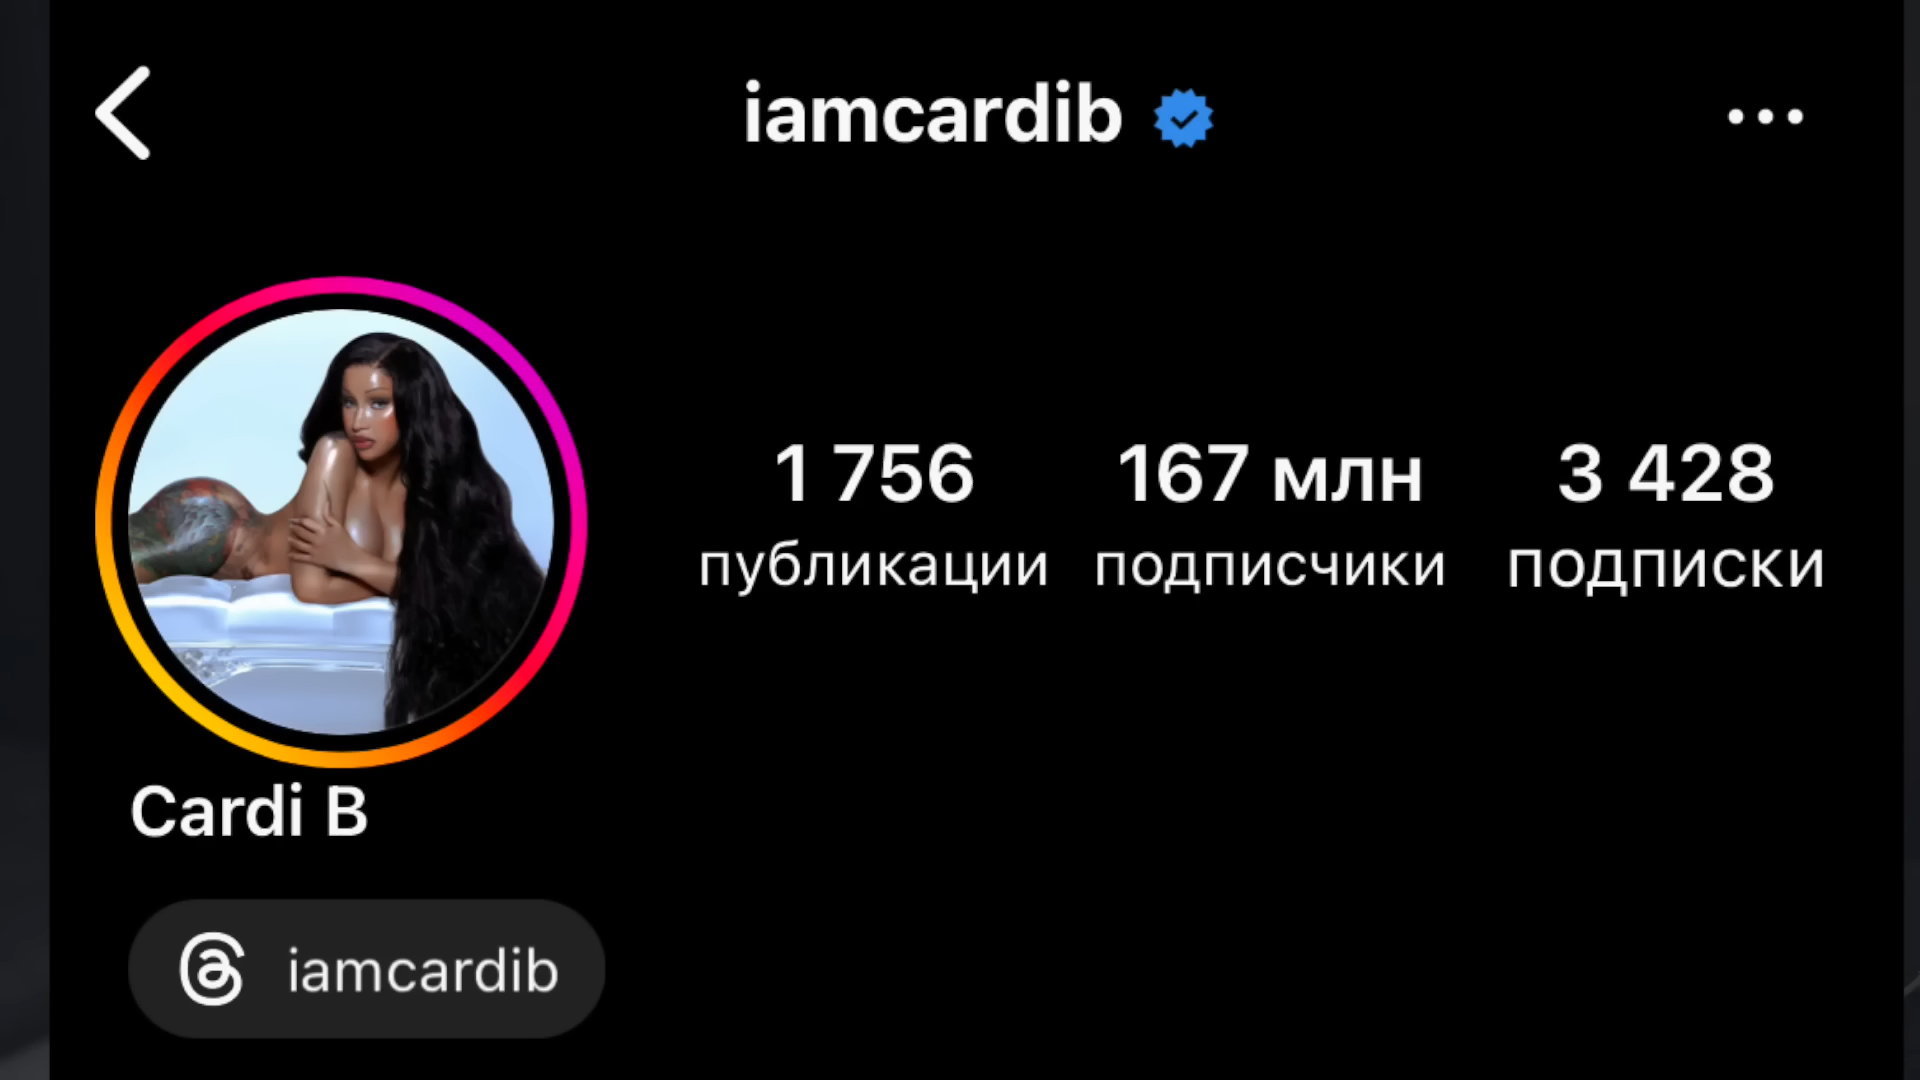 iamcardib
1 756 167 млн 3 428
публикации подписчики подписки
Cardi B
iamcardib